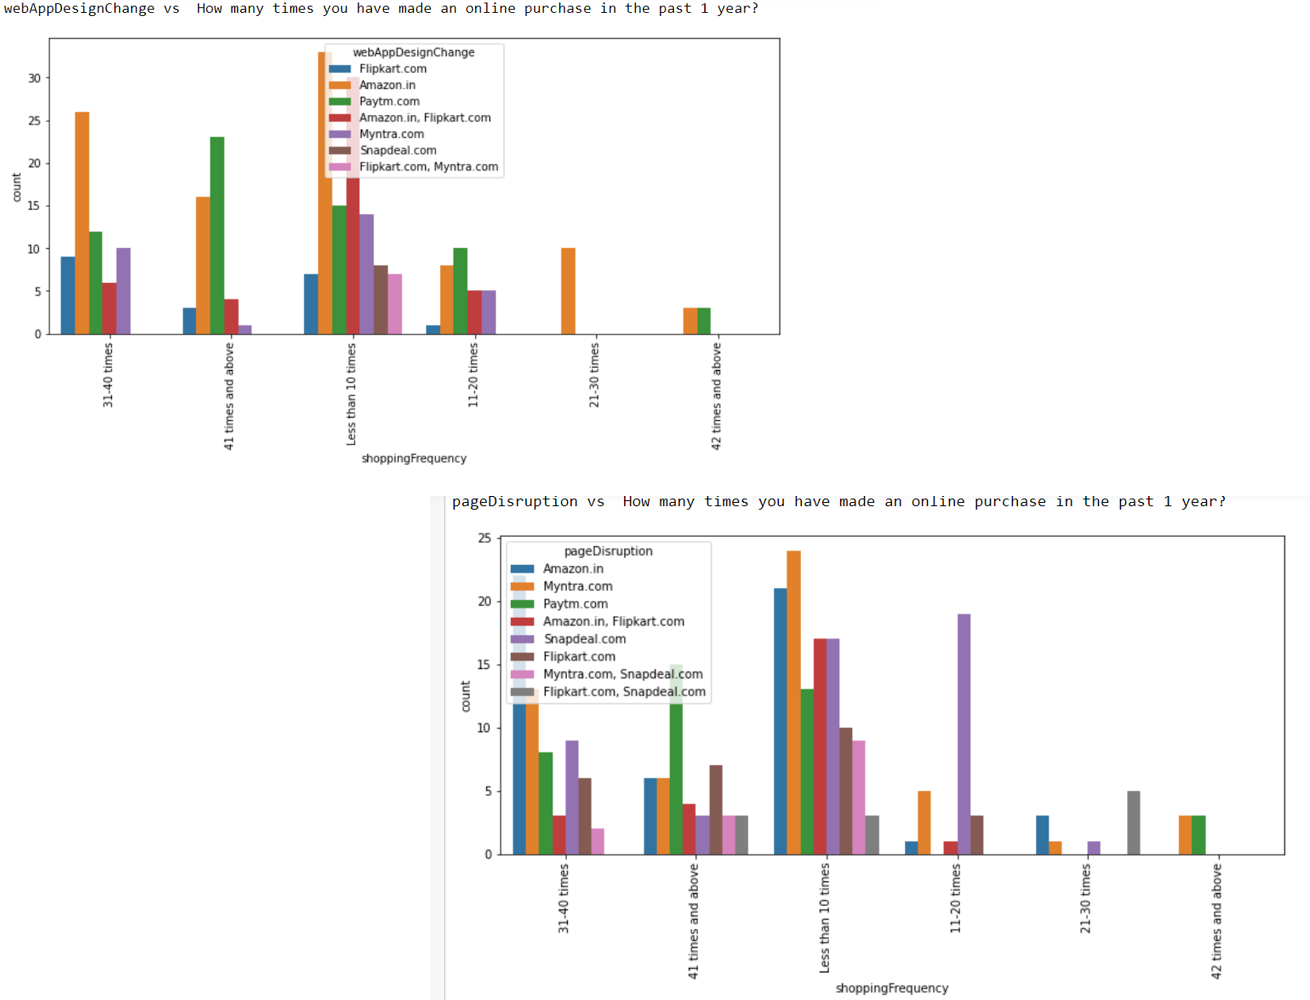 webAppDesignChange vs  How many times you have made an online purchase in the past 1 year?
webAppDesignChange
Flipkart.com
Amazon.in
Paytm.com
Amazon.in, Flipkart.com
Myntra.com
Snapdeal.com
Flipkart.com, Myntra.com
30
25
20
15
10
5
0
count
31-40 times
41 times and above
Less than 10 times
11-20 times
21-30 times
42 times and above
shoppingFrequency
pageDisruption vs  How many times you have made an online purchase in the past 1 year?
pageDisruption
Amazon.in
Myntra.com
Paytm.com
Amazon.in, Flipkart.com
Snapdeal.com
Flipkart.com
Myntra.com, Snapdeal.com
Flipkart.com, Snapdeal.com
25
20
15
10
5
0
count
31-40 times
41 times and above
Less than 10 times
11-20 times
21-30 times
42 times and above
shoppingFrequency